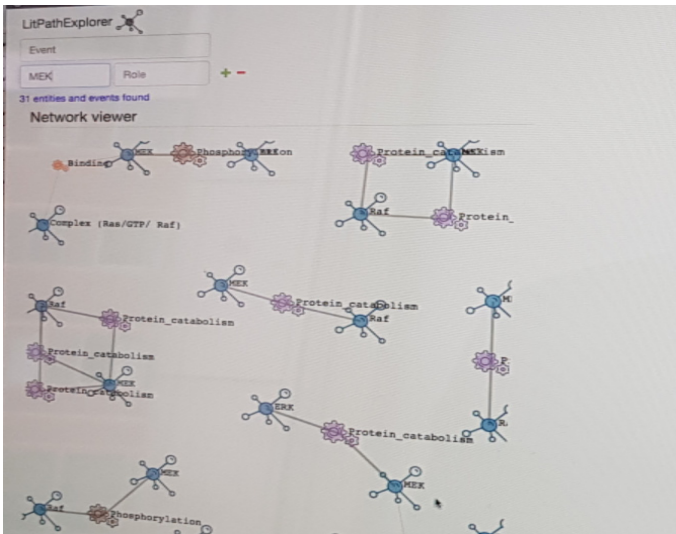 LitPathExplorer
Event
MEK Role
31 entities and events found
Network viewer
Binding MEK
Protein_catabolism
Complex (Ras/GTP/ Raf)
Raf Protein_
MEK
Protein_catabolism
Raf
Raf
Protein_catabolism
Protein_catabolism
MEK
Protein_catabolism
ERK
Protein_catabolism
MEK
MEK
Raf Phosphorylation